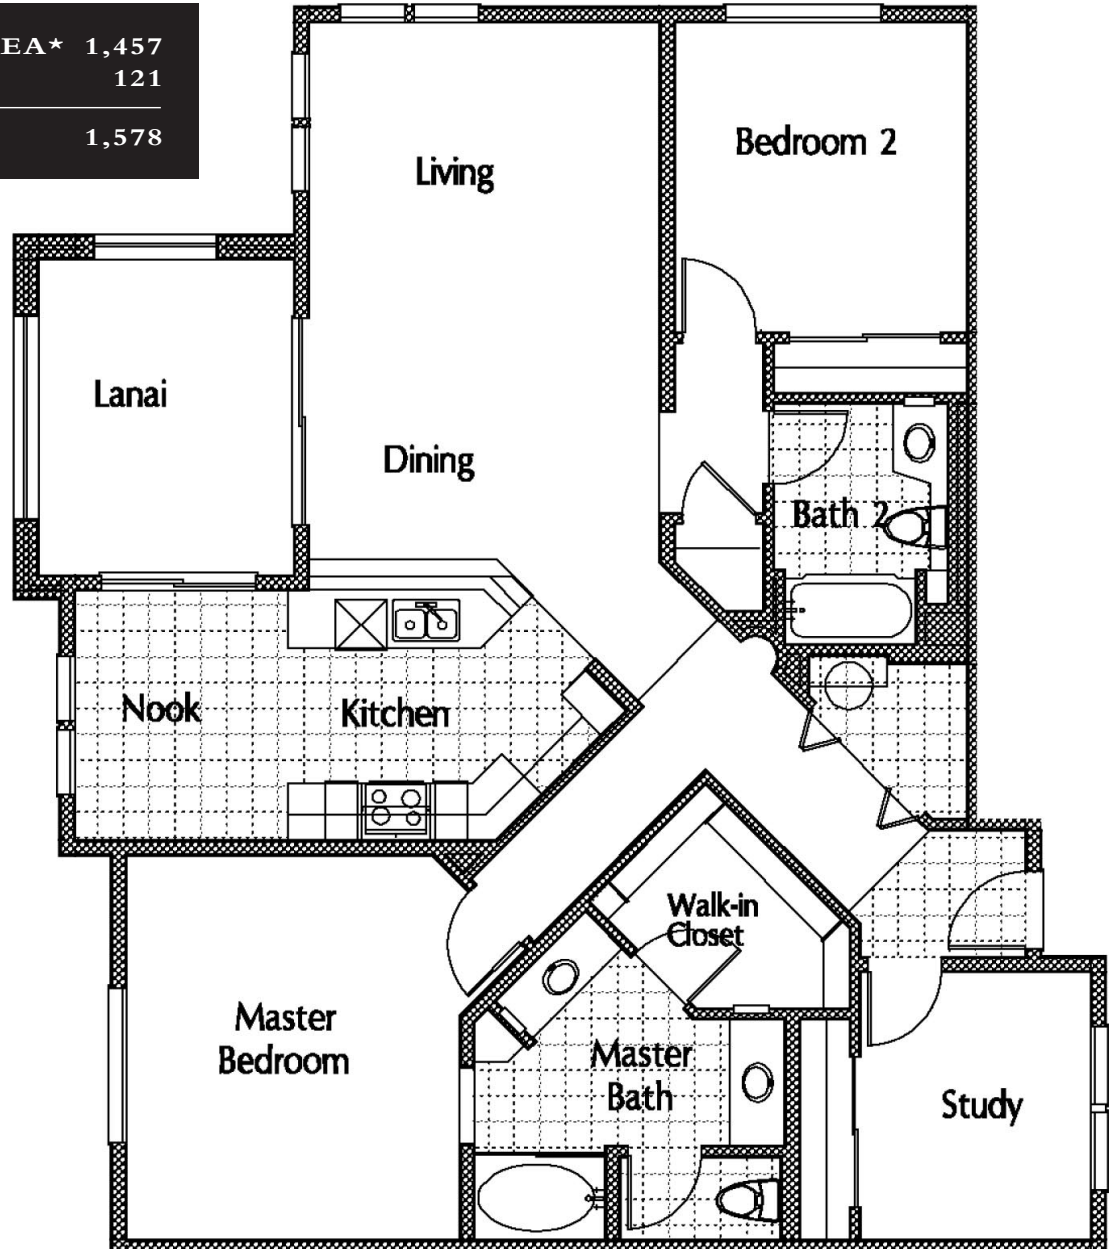 EA* 1,457
121
1,578
Living
Bedroom 2
Lanai
Dining
Bath 2
Nook
Kitchen
Walk-in
Closet
Master
Bedroom
Master
Bath
Study